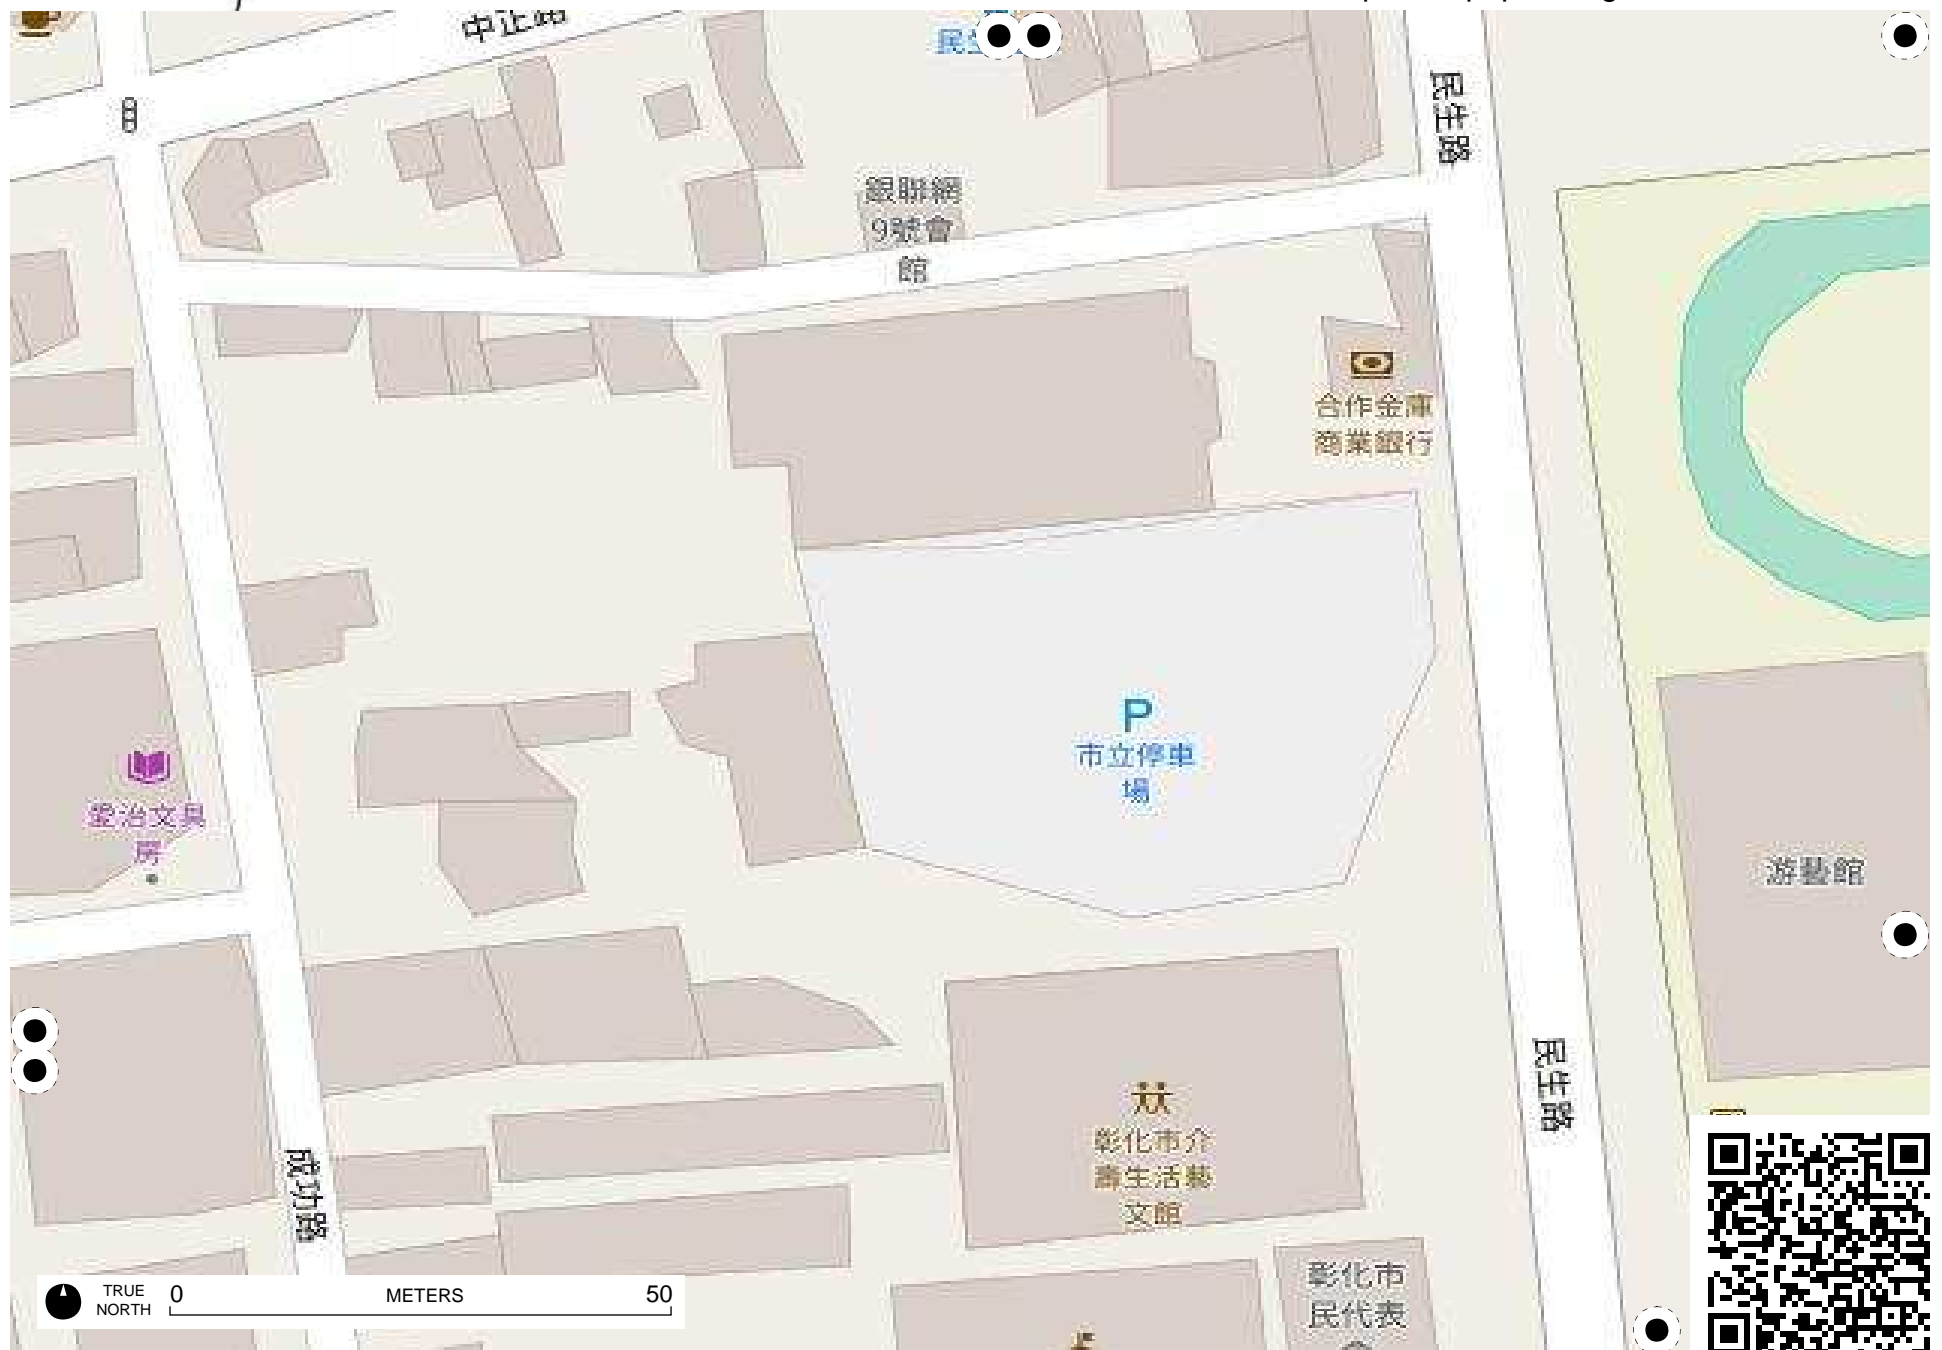 中正路
民生路
銀聯網
9號會
館
合作金庫
商業銀行
P
市立停車
場
愛治文具
房
游藝館
民生路
彰化市介
壽生活藝
文館
成功路
彰化市
民代表
TRUE
NORTH
0 METERS 50